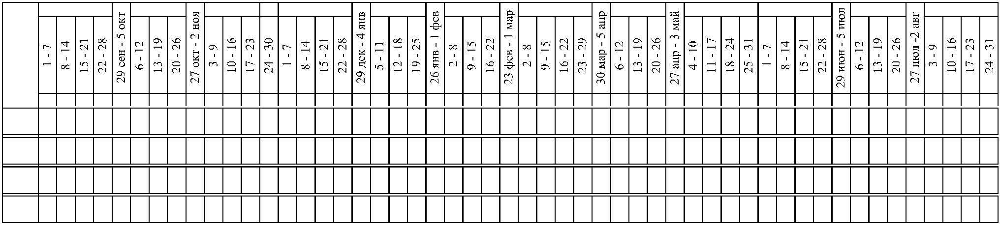 1 - 7
8 - 14
15 - 21
22 - 28
29 сен - 5 окт
6 - 12
13 - 19
20 - 26
27 окт - 2 ноя
3 - 9
10 - 16
17 - 23
24 - 30
1 - 7
8 - 14
15 - 21
22 - 28
29 дек - 4 янв
5 - 11
12 - 18
19 - 25
26 янв - 1 фев
2 - 8
9 - 15
16 - 22
23 фев - 1 мар
2 - 8
9 - 15
16 - 22
23 - 29
30 мар - 5 апр
6 - 12
13 - 19
20 - 26
27 апр - 3 май
4 - 10
11 - 17
18 - 24
25 - 31
1 - 7
8 - 14
15 - 21
22 - 28
29 июн - 5 июл
6 - 12
13 - 19
20 - 26
27 июл -2 авг
3 - 9
10 - 16
17 - 23
24 - 31